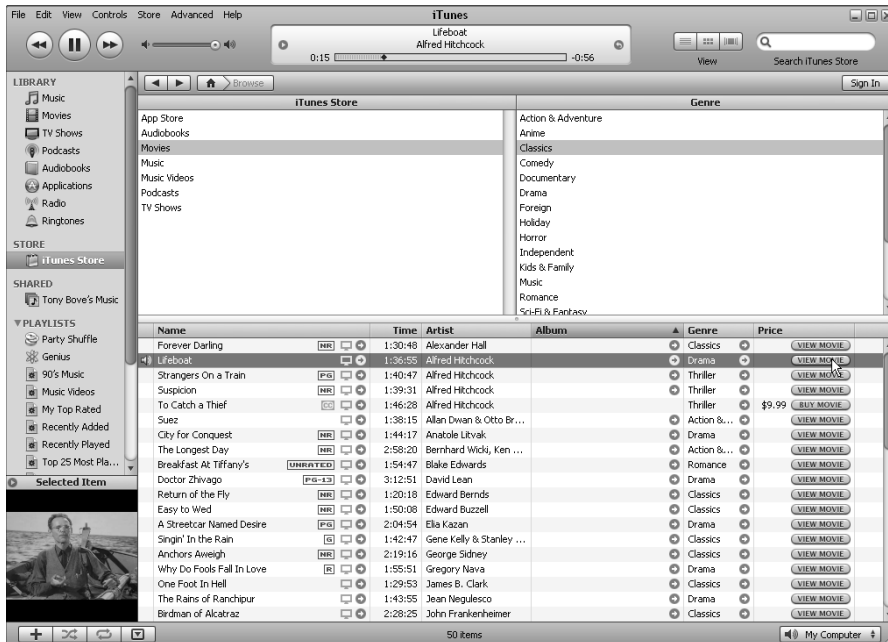 File Edit View Controls Store Advanced Help
iTunes
Lifeboat
Alfred Hitchcock
0:15 -0:56
View
Search iTunes Store
LIBRARY
Music
Movies
TV Shows
Podcasts
Audiobooks
Applications
Radio
Ringtones
STORE
iTunes Store
SHARED
Tony Bove's Music
PLAYLISTS
Party Shuffle
Genius
90's Music
Music Videos
My Top Rated
Recently Added
Recently Played
Top 25 Most Pla...
Selected Item
Browse
Sign In
iTunes Store
App Store
Audiobooks
Movies
Music
Music Videos
Podcasts
TV Shows
Genre
Action & Adventure
Anime
Classics
Comedy
Documentary
Drama
Foreign
Holiday
Horror
Independent
Kids & Family
Music
Romance
Sci-Fi & Fantasy
Name Time Artist Album Genre Price
Forever Darling NR 1:30:48 Alexander Hall Classics VIEW MOVIE
Lifeboat 1:36:55 Alfred Hitchcock Drama VIEW MOVIE
Strangers On a Train PG 1:40:47 Alfred Hitchcock Thriller VIEW MOVIE
Suspicion NR 1:39:31 Alfred Hitchcock Thriller VIEW MOVIE
To Catch a Thief CC 1:46:28 Alfred Hitchcock Thriller $9.99 BUY MOVIE
Suez 1:38:15 Allan Dwan & Otto Br... Action &... VIEW MOVIE
City for Conquest NR 1:44:17 Anatole Litvak Drama VIEW MOVIE
The Longest Day NR 2:58:20 Bernhard Wicki, Ken ... Action &... VIEW MOVIE
Breakfast At Tiffany's UNRATED 1:54:47 Blake Edwards Romance VIEW MOVIE
Doctor Zhivago PG-13 3:12:51 David Lean Drama VIEW MOVIE
Return of the Fly NR 1:20:18 Edward Bernds Classics VIEW MOVIE
Easy to Wed NR 1:50:08 Edward Buzzell Classics VIEW MOVIE
A Streetcar Named Desire PG 2:04:54 Elia Kazan Drama VIEW MOVIE
Singin' In the Rain G 1:42:47 Gene Kelly & Stanley ... Classics VIEW MOVIE
Anchors Aweigh NR 2:19:16 George Sidney Classics VIEW MOVIE
Why Do Fools Fall In Love R 1:55:51 Gregory Nava Drama VIEW MOVIE
One Foot In Hell 1:29:53 James B. Clark Classics VIEW MOVIE
The Rains of Ranchipur 1:43:55 Jean Negulesco Drama VIEW MOVIE
Birdman of Alcatraz 2:28:25 John Frankenheimer Classics VIEW MOVIE
50 items
My Computer